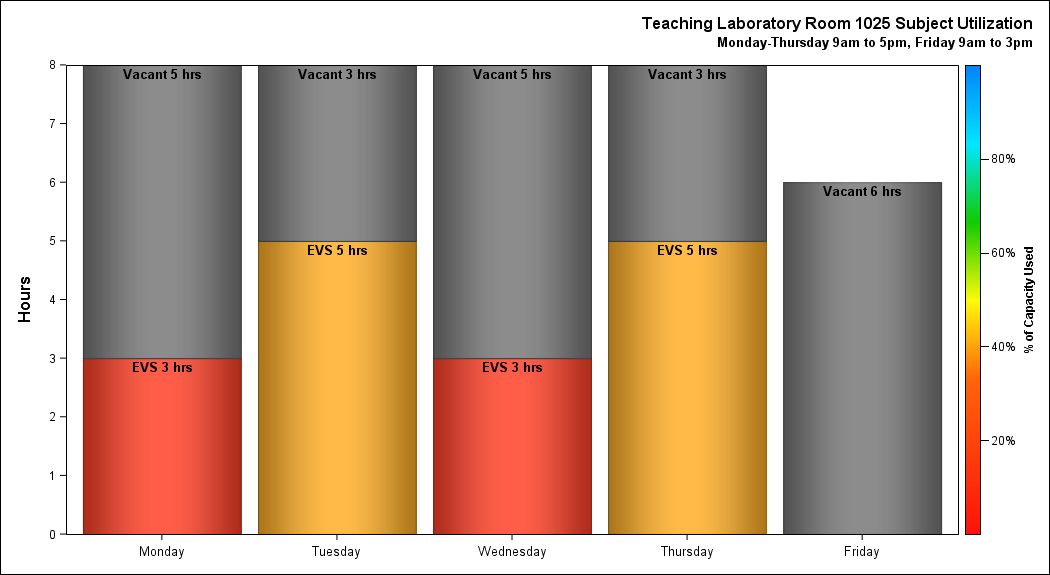 Teaching Laboratory Room 1025 Subject Utilization
Monday-Thursday 9am to 5pm, Friday 9am to 3pm
Hours
8
7
6
5
4
3
2
1
0
Vacant 5 hrs
EVS 3 hrs
Vacant 3 hrs
EVS 5 hrs
Vacant 5 hrs
EVS 3 hrs
Vacant 3 hrs
EVS 5 hrs
Vacant 6 hrs
Monday
Tuesday
Wednesday
Thursday
Friday
80%
60%
40%
20%
% of Capacity Used